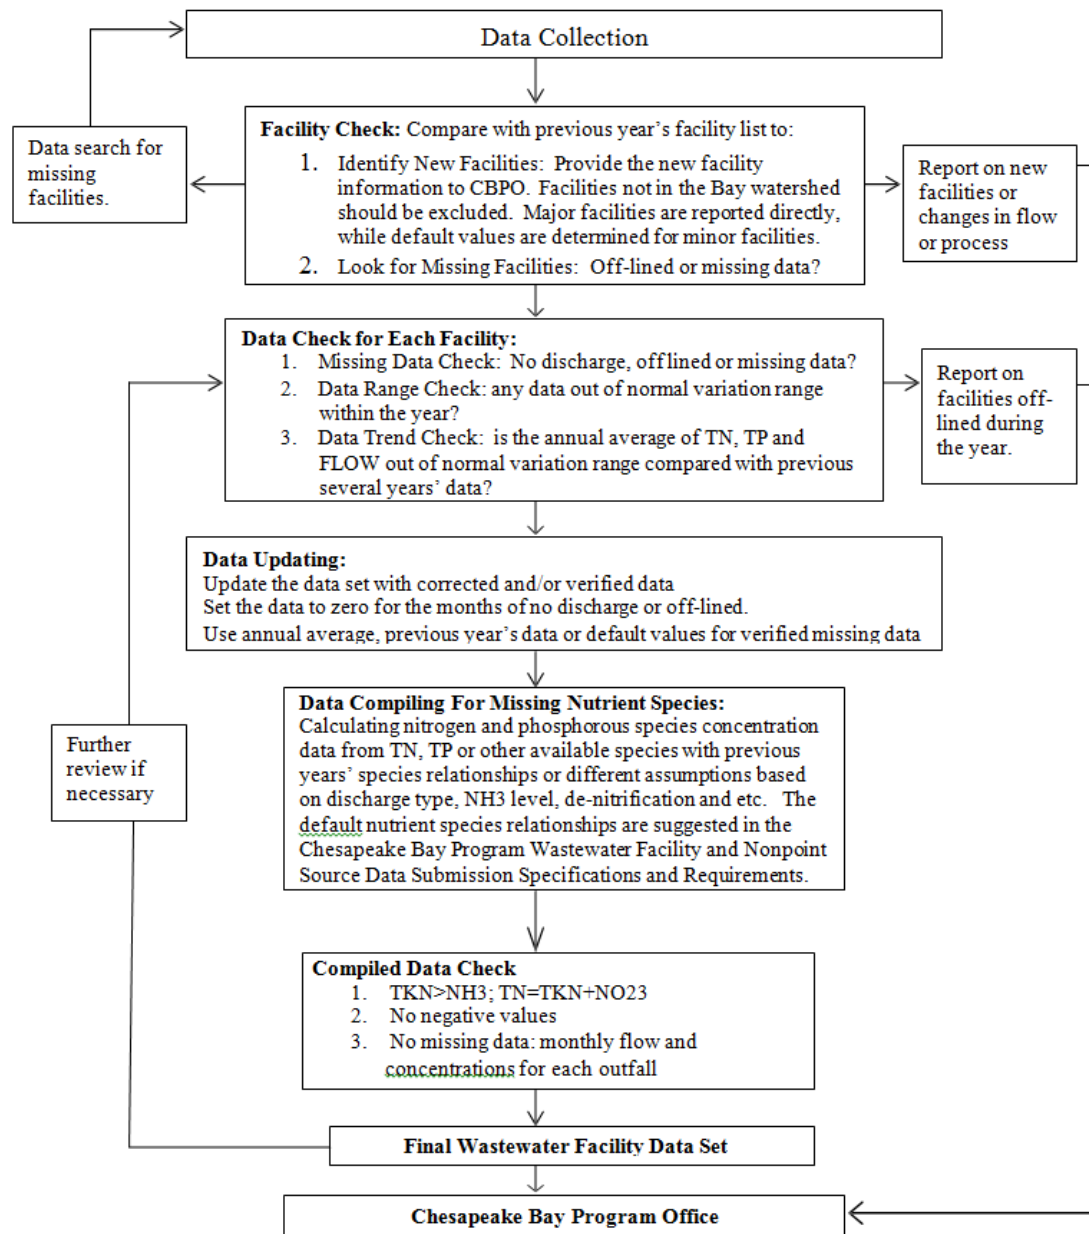 Data Collection
Data search for
missing
facilities.
Facility Check: Compare with previous year's facility list to:
1. Identify New Facilities: Provide the new facility
information to CBPO. Facilities not in the Bay watershed
should be excluded. Major facilities are reported directly,
while default values are determined for minor facilities.
2. Look for Missing Facilities: Off-lined or missing data?
Report on new
facilities or
changes in flow
or process
Data Check for Each Facility:
1. Missing Data Check: No discharge, off lined or missing data?
2. Data Range Check: any data out of normal variation range
within the year?
3. Data Trend Check: is the annual average of TN, TP and
FLOW out of normal variation range compared with previous
several years' data?
Report on
facilities off-
lined during
the year.
Data Updating:
Update the data set with corrected and/or verified data
Set the data to zero for the months of no discharge or off-lined.
Use annual average, previous year's data or default values for verified missing data
Further
review if
necessary
Data Compiling For Missing Nutrient Species:
Calculating nitrogen and phosphorous species concentration
data from TN, TP or other available species with previous
years' species relationships or different assumptions based
on discharge type, NH3 level, de-nitrification and etc. The
default nutrient species relationships are suggested in the
Chesapeake Bay Program Wastewater Facility and Nonpoint
Source Data Submission Specifications and Requirements.
Compiled Data Check
1. TKN>NH3; TN=TKN+NO23
2. No negative values
3. No missing data: monthly flow and
concentrations for each outfall
Final Wastewater Facility Data Set
Chesapeake Bay Program Office